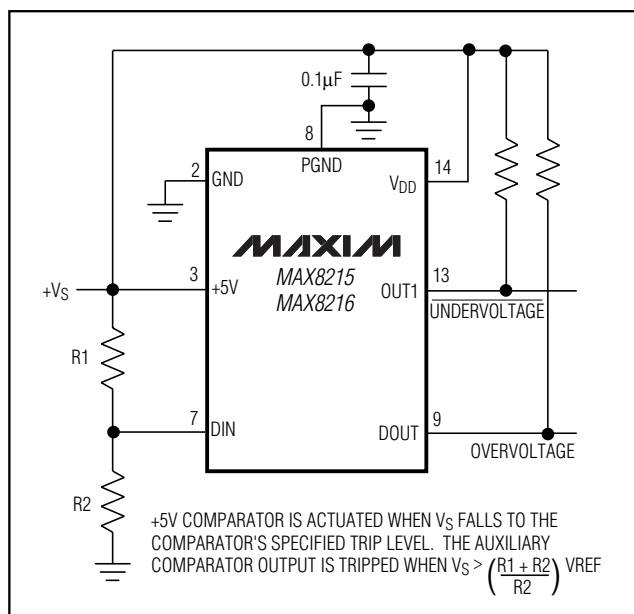 0.1µF
8
PGND
2
GND
14
VDD
MAXIM
MAX8215
MAX8216
+VS
3
+5V
13
OUT1
UNDERVOLTAGE
R1
7
DIN
9
DOUT
OVERVOLTAGE
R2
+5V COMPARATOR IS ACTUATED WHEN VS FALLS TO THE
COMPARATOR'S SPECIFIED TRIP LEVEL. THE AUXILIARY
COMPARATOR OUTPUT IS TRIPPED WHEN VS > (R1 + R2 / R2) VREF